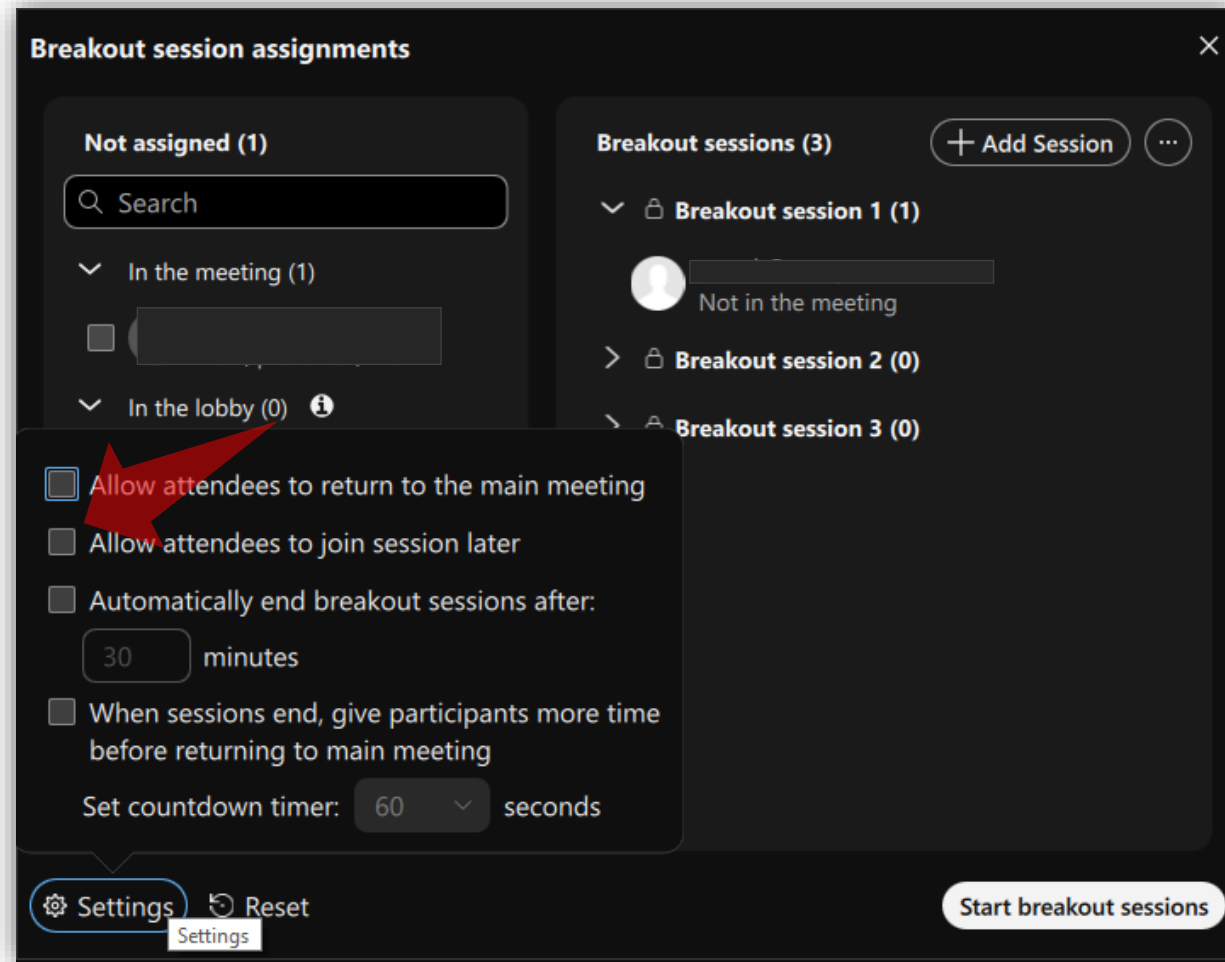 Breakout session assignments
Not assigned (1)
Search
In the meeting (1)
In the lobby (0)
Breakout sessions (3)
Add Session
Breakout session 1 (1)
Not in the meeting
Breakout session 2 (0)
Breakout session 3 (0)
Allow attendees to return to the main meeting
Allow attendees to join session later
Automatically end breakout sessions after:
30 minutes
When sessions end, give participants more time
before returning to main meeting
Set countdown timer: 60 seconds
Settings
Reset
Settings
Start breakout sessions